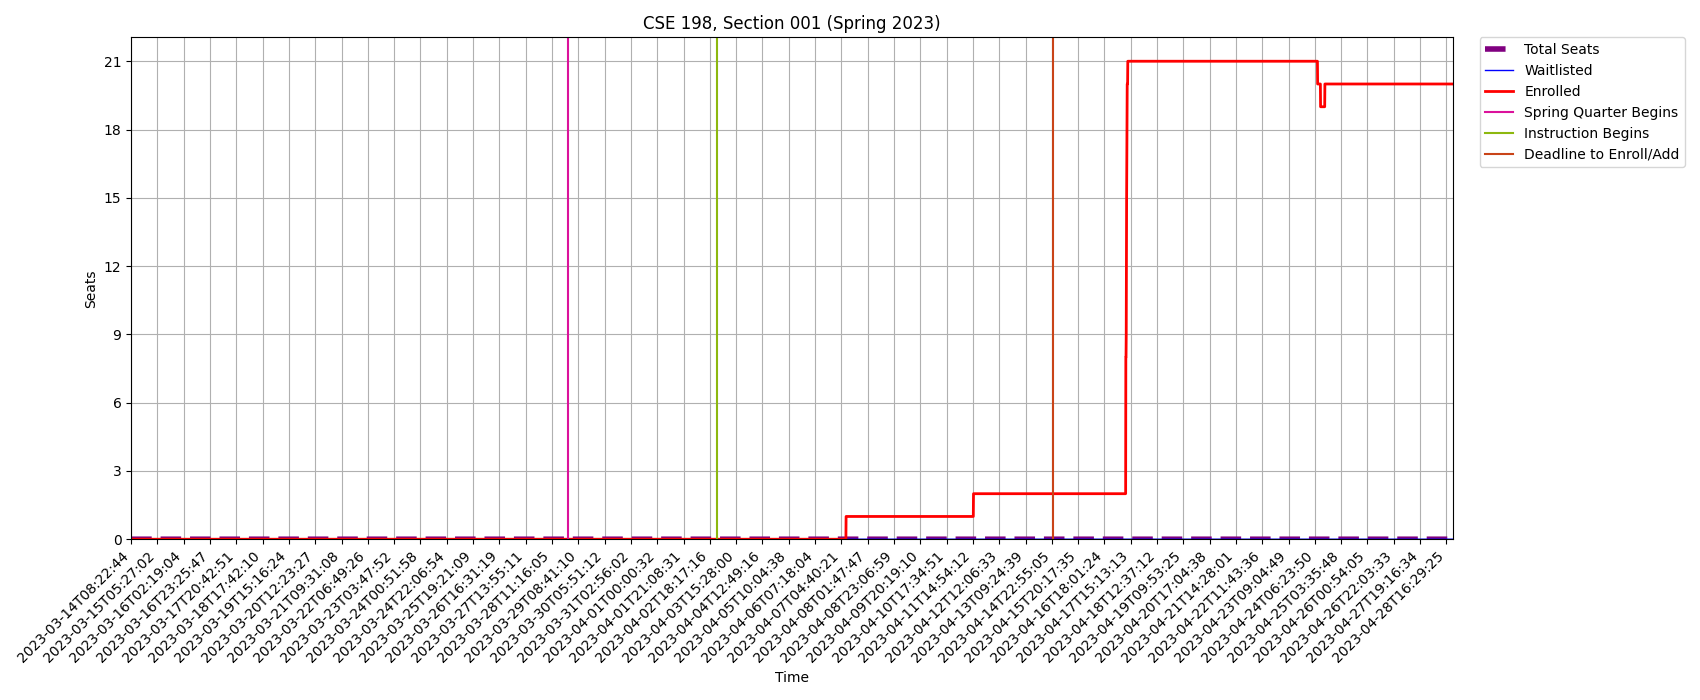 CSE 198, Section 001 (Spring 2023)
Total Seats
Waitlisted
Enrolled
Spring Quarter Begins
Instruction Begins
Deadline to Enroll/Add
Seats
21
18
15
12
9
6
3
0
2023-03-14T08:22:44
2023-03-15T05:27:02
2023-03-16T02:19:04
2023-03-16T23:25:47
2023-03-17T20:42:51
2023-03-18T17:42:10
2023-03-19T15:16:24
2023-03-20T12:23:27
2023-03-21T09:31:08
2023-03-22T06:49:26
2023-03-23T03:47:52
2023-03-24T00:51:58
2023-03-24T22:06:54
2023-03-25T19:21:09
2023-03-26T16:31:19
2023-03-27T13:55:11
2023-03-28T11:16:05
2023-03-29T08:41:10
2023-03-30T05:51:12
2023-03-31T02:56:02
2023-04-01T00:00:32
2023-04-01T21:08:31
2023-04-02T18:17:16
2023-04-03T15:28:00
2023-04-04T12:49:16
2023-04-05T10:04:38
2023-04-06T07:18:04
2023-04-07T04:40:21
2023-04-08T01:47:47
2023-04-08T23:06:59
2023-04-09T20:19:10
2023-04-10T17:34:51
2023-04-11T14:54:12
2023-04-12T12:06:33
2023-04-13T09:24:39
2023-04-14T22:55:05
2023-04-15T20:17:35
2023-04-16T18:01:24
2023-04-17T15:13:13
2023-04-18T12:37:12
2023-04-19T09:53:25
2023-04-20T17:04:38
2023-04-21T14:28:01
2023-04-22T11:43:36
2023-04-23T09:04:49
2023-04-24T06:23:50
2023-04-25T03:35:48
2023-04-26T00:54:05
2023-04-26T22:03:33
2023-04-27T19:16:34
2023-04-28T16:29:25
Time